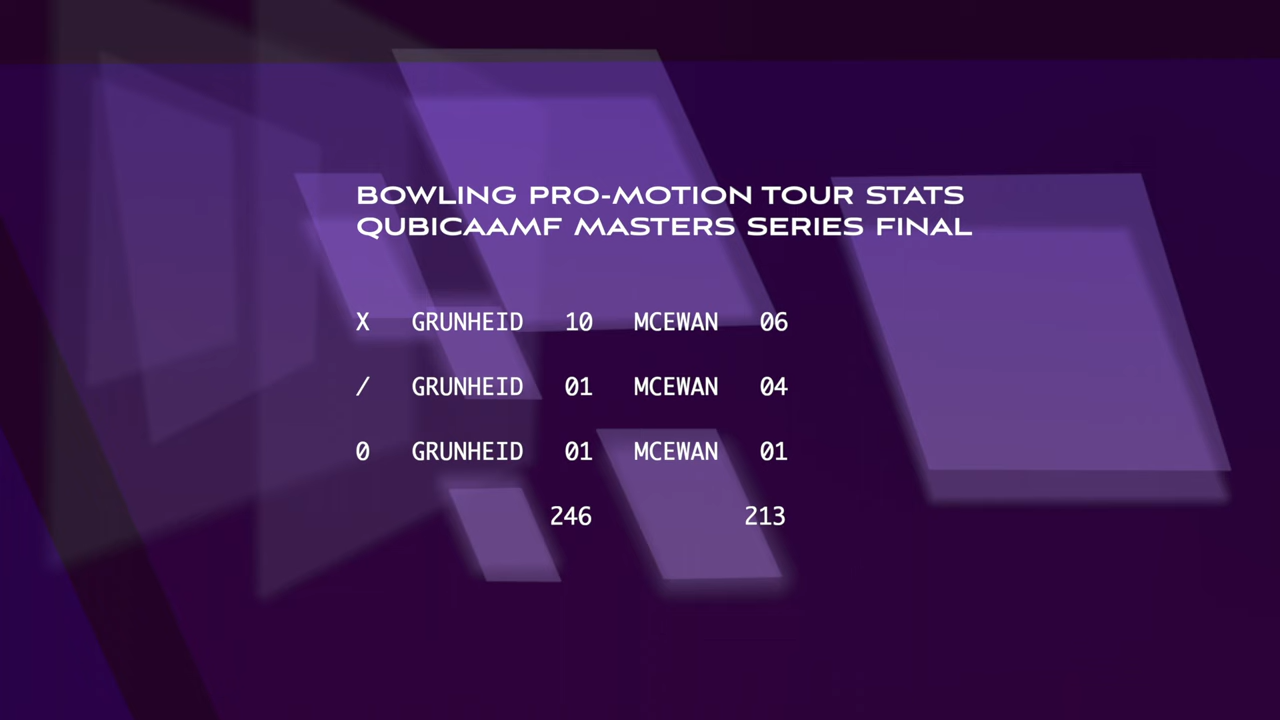 BOWLING PRO-MOTION TOUR STATS
QUBICAAMF MASTERS SERIES FINAL
X GRUNHEID 10 MCEWAN 06
/ GRUNHEID 01 MCEWAN 04
0 GRUNHEID 01 MCEWAN 01
246 213